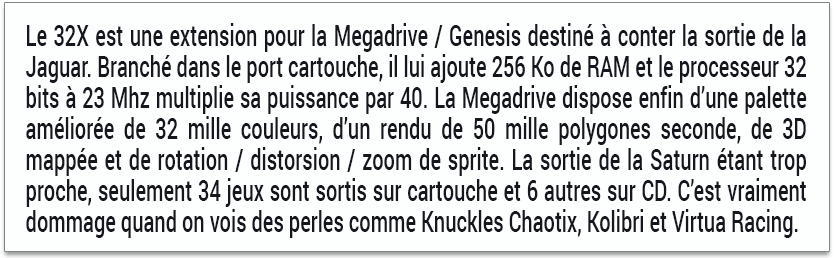 Le 32X est une extension pour la Megadrive / Genesis destiné à conter la sortie de la
Jaguar. Branché dans le port cartouche, il lui ajoute 256 Ko de RAM et le processeur 32
bits à 23 Mhz multiplie sa puissance par 40. La Megadrive dispose enfin d'une palette
améliorée de 32 mille couleurs, d'un rendu de 50 mille polygones seconde, de 3D
mappée et de rotation / distorsion / zoom de sprite. La sortie de la Saturn étant trop
proche, seulement 34 jeux sont sortis sur cartouche et 6 autres sur CD. C'est vraiment
dommage quand on vois des perles comme Knuckles Chaotix, Kolibri et Virtua Racing.